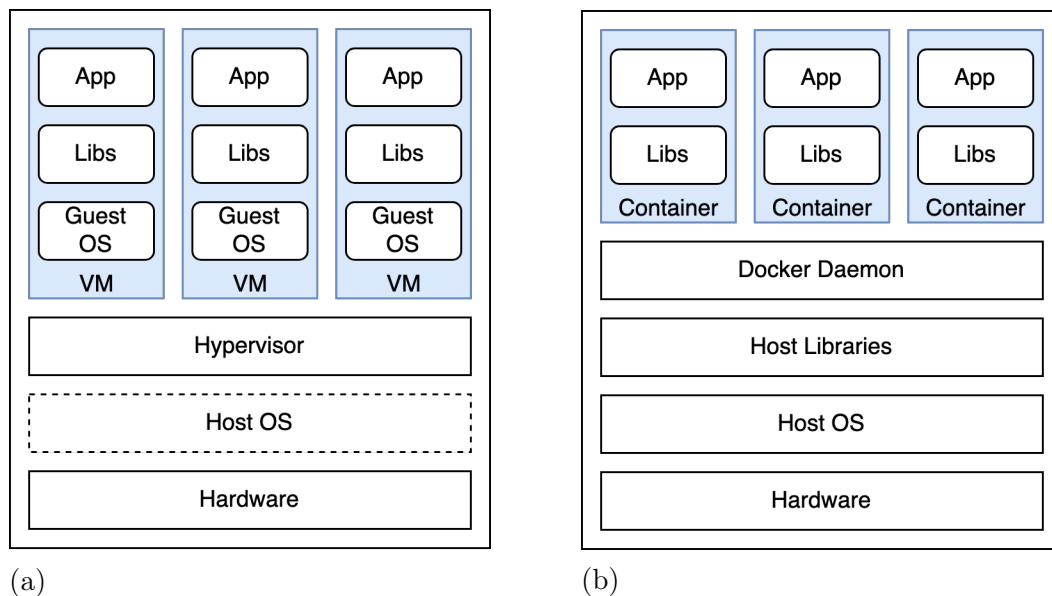 App
App
App
Libs
Libs
Libs
Guest
OS
Guest
OS
Guest
OS
VM
VM
VM
Hypervisor
Host OS
Hardware
(a)
App
App
App
Libs
Libs
Libs
Container
Container
Container
Docker Daemon
Host Libraries
Host OS
Hardware
(b)